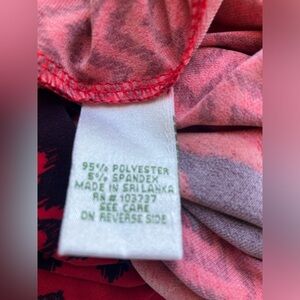 95% POLYESTER
5% SPANDEX
MADE IN SRI LANKA
RN# 103737
SEE CARE
ON REVERSE SIDE